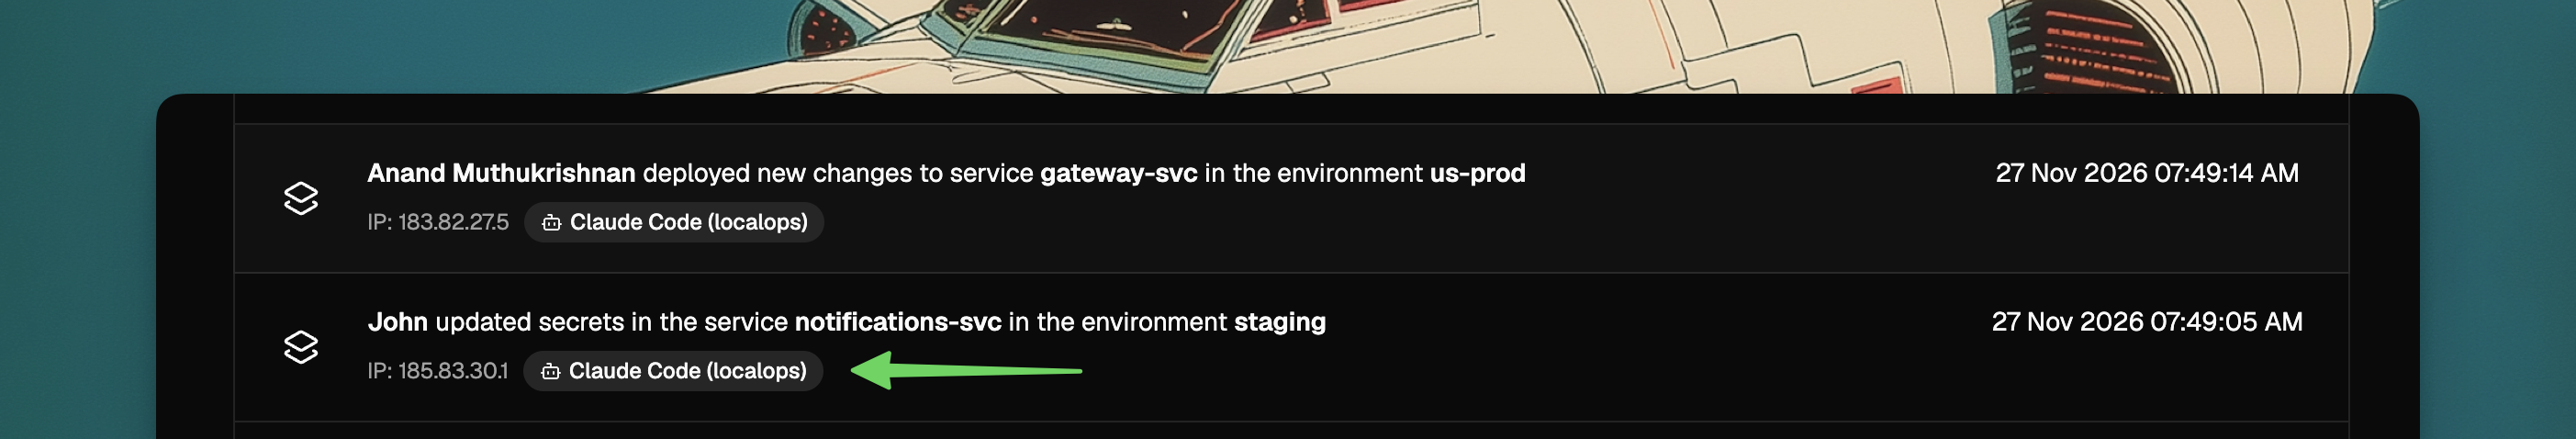 Anand Muthukrishnan deployed new changes to service gateway-svc in the environment us-prod
27 Nov 2026 07:49:14 AM
IP: 183.82.27.5 Claude Code (localops)
John updated secrets in the service notifications-svc in the environment staging
27 Nov 2026 07:49:05 AM
IP: 185.83.30.1 Claude Code (localops)